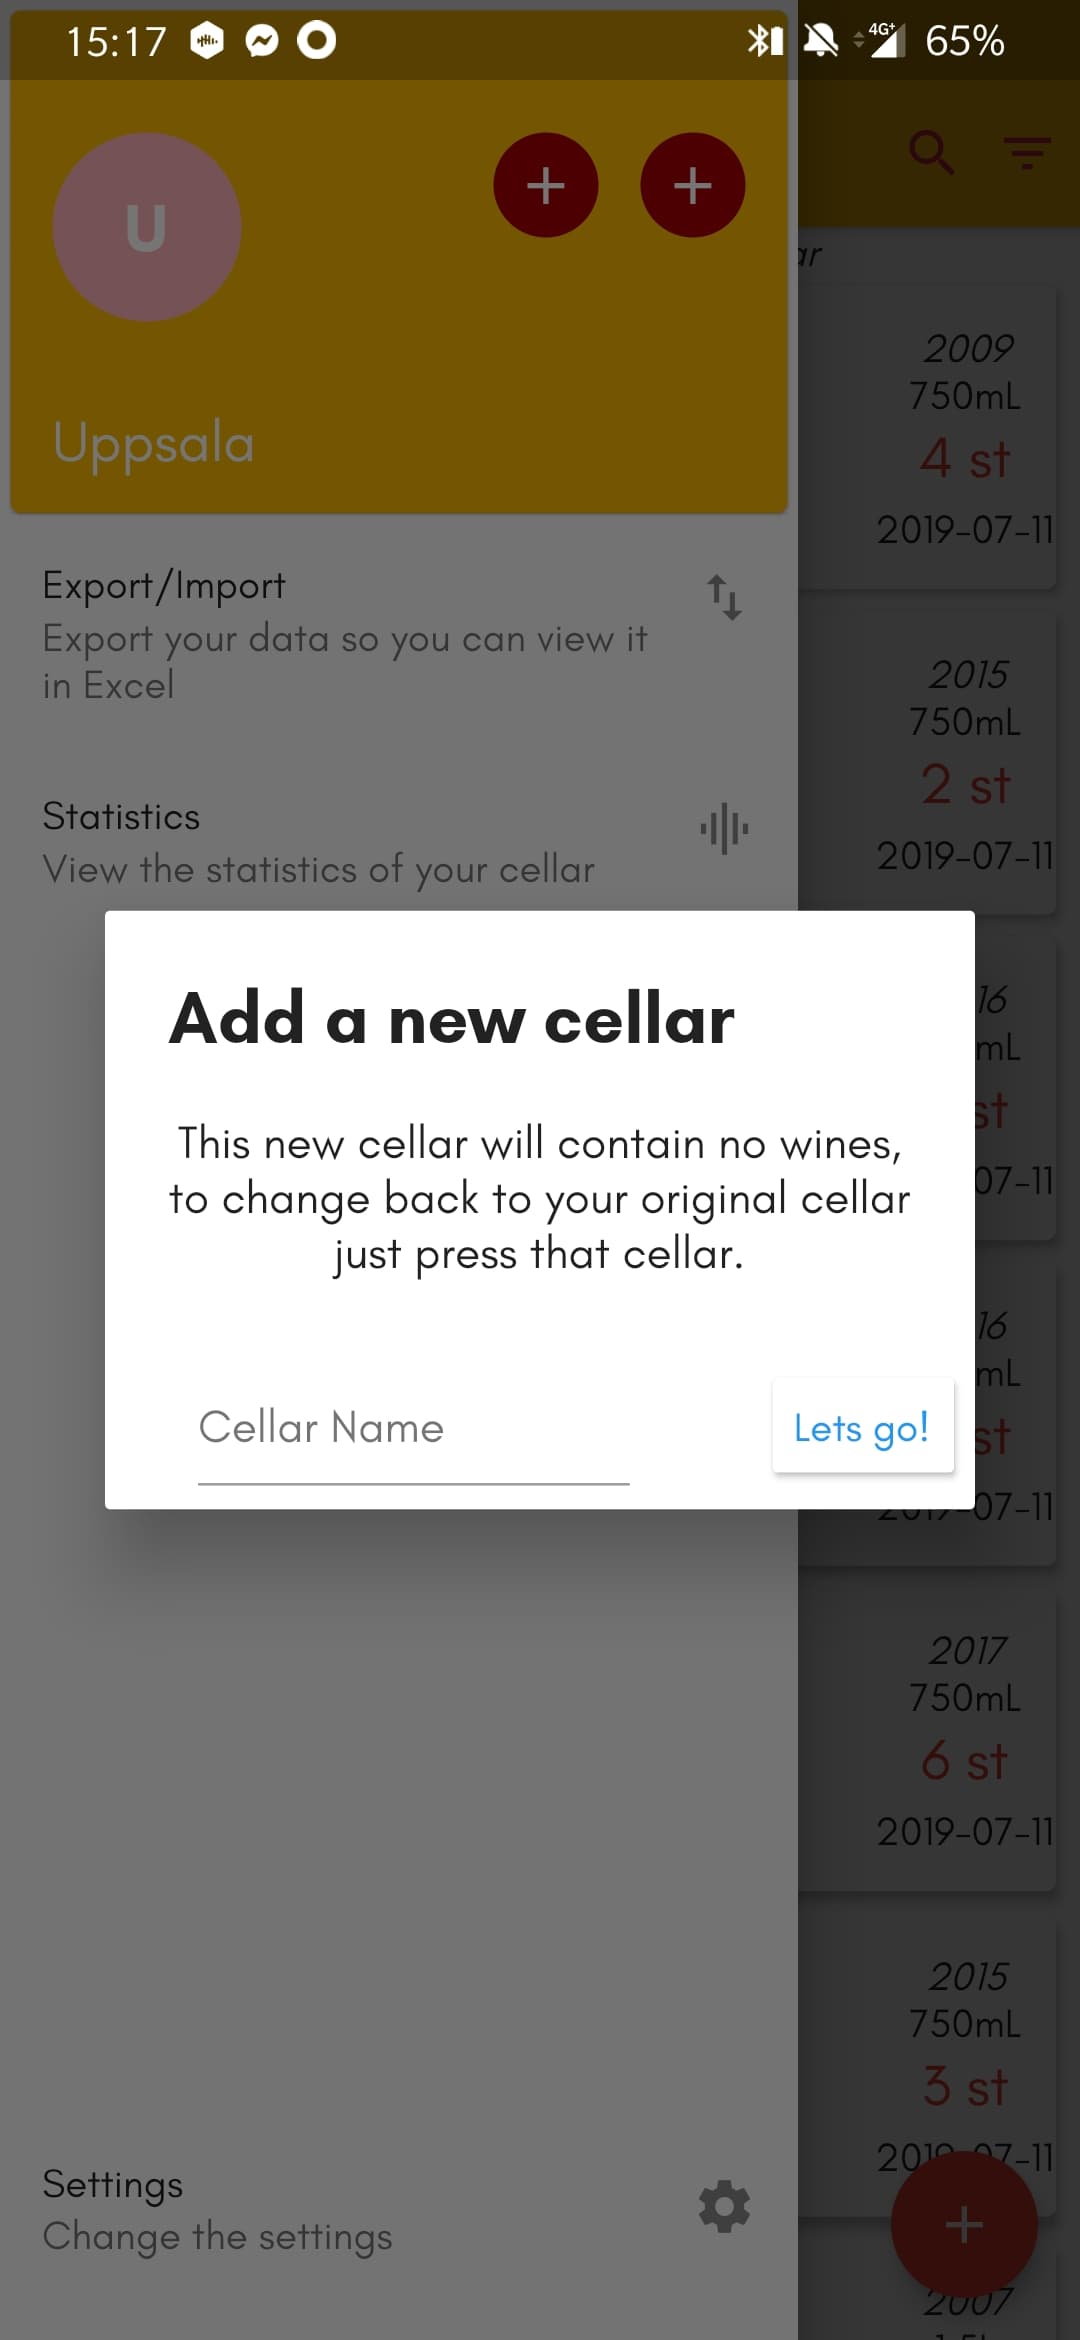 15:17
4G+
65%
U
Uppsala
ar
2009
750mL
4 st
2019-07-11
Export/Import
Export your data so you can view it
in Excel
2015
750mL
2 st
2019-07-11
Statistics
View the statistics of your cellar
16
mL
st
07-11
Add a new cellar
This new cellar will contain no wines,
to change back to your original cellar
just press that cellar.
16
mL
st
07-11
Cellar Name
Lets go!
2017
750mL
6 st
2019-07-11
2015
750mL
3 st
2019-07-11
Settings
Change the settings
2007